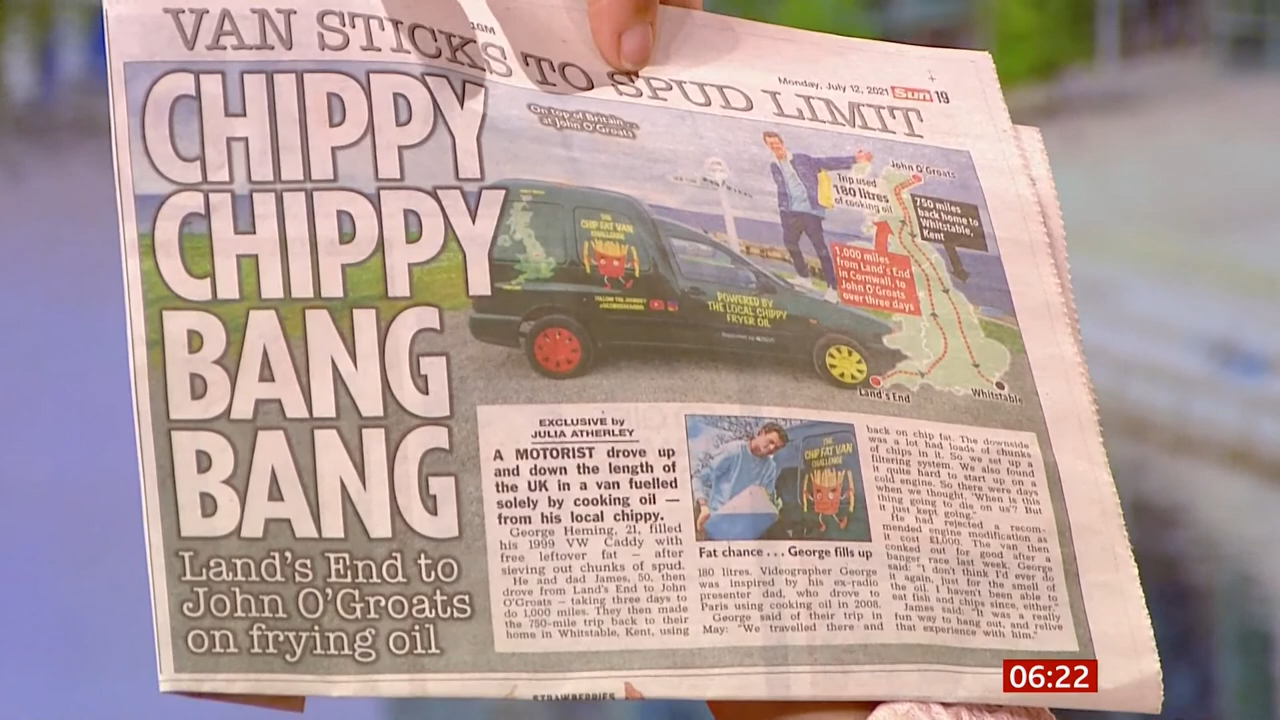 VAN STICKS TO SPUD LIMIT
Monday, July 12, 2021 Sun 19
CHIPPY
CHIPPY
BANG
BANG
Land's End to
John O'Groats
on frying oil
On top of Britain . . .
at John O'Groats
THE
CHIP FAT VAN
CHALLENGE
FOLLOW THE JOURNEY
POWERED BY
THE LOCAL CHIPPY
FRYER OIL
John O'Groats
Trip used
180 litres
of cooking oil
750 miles
back home to
Whitstable,
Kent
1,000 miles
from Land's End
in Cornwall, to
John O'Groats
over three days
Land's End
Whitstable
EXCLUSIVE by
JULIA ATHERLEY
A MOTORIST drove up
and down the length of
the UK in a van fuelled
solely by cooking oil —
from his local chippy.
George Heming, 21, filled
his 1999 VW Caddy with
free leftover fat — after
sieving out chunks of spud.
He and dad James, 50, then
drove from Land's End to John
O'Groats — taking three days to
do 1,000 miles. They then made
the 750-mile trip back to their
home in Whitstable, Kent, using
THE
CHIP FAT VAN
CHALLENGE
Fat chance . . . George fills up
180 litres. Videographer George
was inspired by his ex-radio
presenter dad, who drove to
Paris using cooking oil in 2008.
George said of their trip in
May: "We travelled there and
back on chip fat. The downside
was a lot had loads of chunks
of chips in it. So we set up a
filtering system. We also found
it quite hard to start up on a
cold engine. So there were days
when we thought, 'When is this
thing going to die on us'? But
it just kept going."
He had rejected a recom-
mended engine modification as
it cost £1,000. The van then
conked out for good after a
banger race last week. George
said: "I don't think I'd ever do
it again, just for the smell of
the oil. I haven't been able to
eat fish and chips since, either."
James said: "It was a really
fun way to hang out, and relive
that experience with him."
STRAWBERRIES
06:22